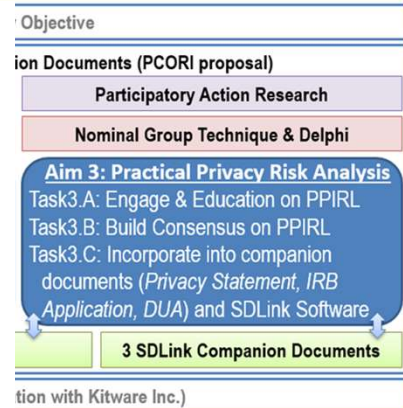 Objective
ion Documents (PCORI proposal)
Participatory Action Research
Nominal Group Technique & Delphi
Aim 3: Practical Privacy Risk Analysis
Task3.A: Engage & Education on PPIRL
Task3.B: Build Consensus on PPIRL
Task3.C: Incorporate into companion
documents (Privacy Statement, IRB
Application, DUA) and SDLink Software
3 SDLink Companion Documents
tion with Kitware Inc.)